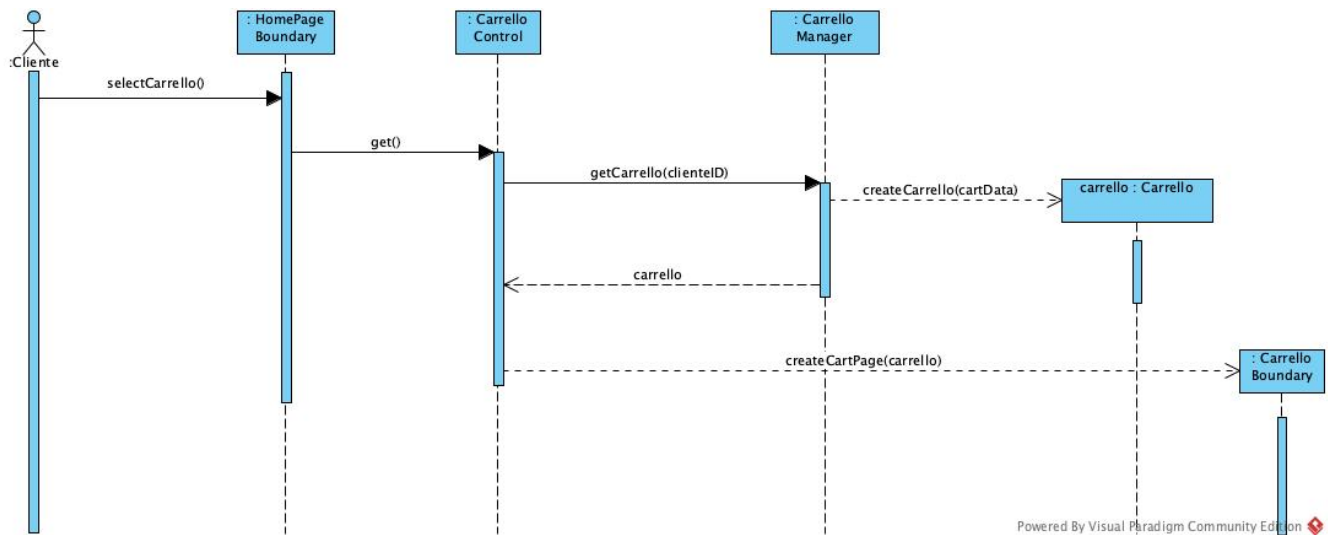 : HomePage
Boundary
: Carrello
Control
: Carrello
Manager
:Cliente
selectCarrello()
get()
getCarrello(clienteID)
createCarrello(cartData)
carrello : Carrello
carrello
createCartPage(carrello)
: Carrello
Boundary
Powered By Visual Paradigm Community Edition